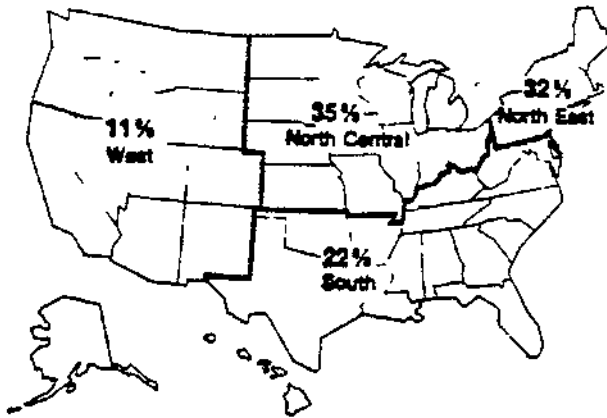 32%
North East
35%
North Central
11%
West
22%
South